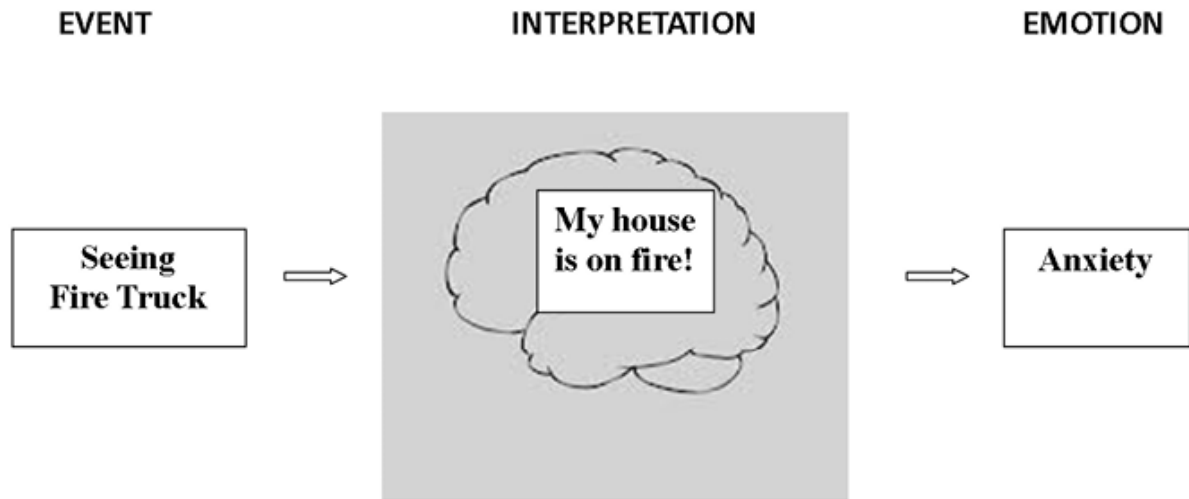 EVENT
INTERPRETATION
EMOTION
Seeing
Fire Truck
My house
is on fire!
Anxiety